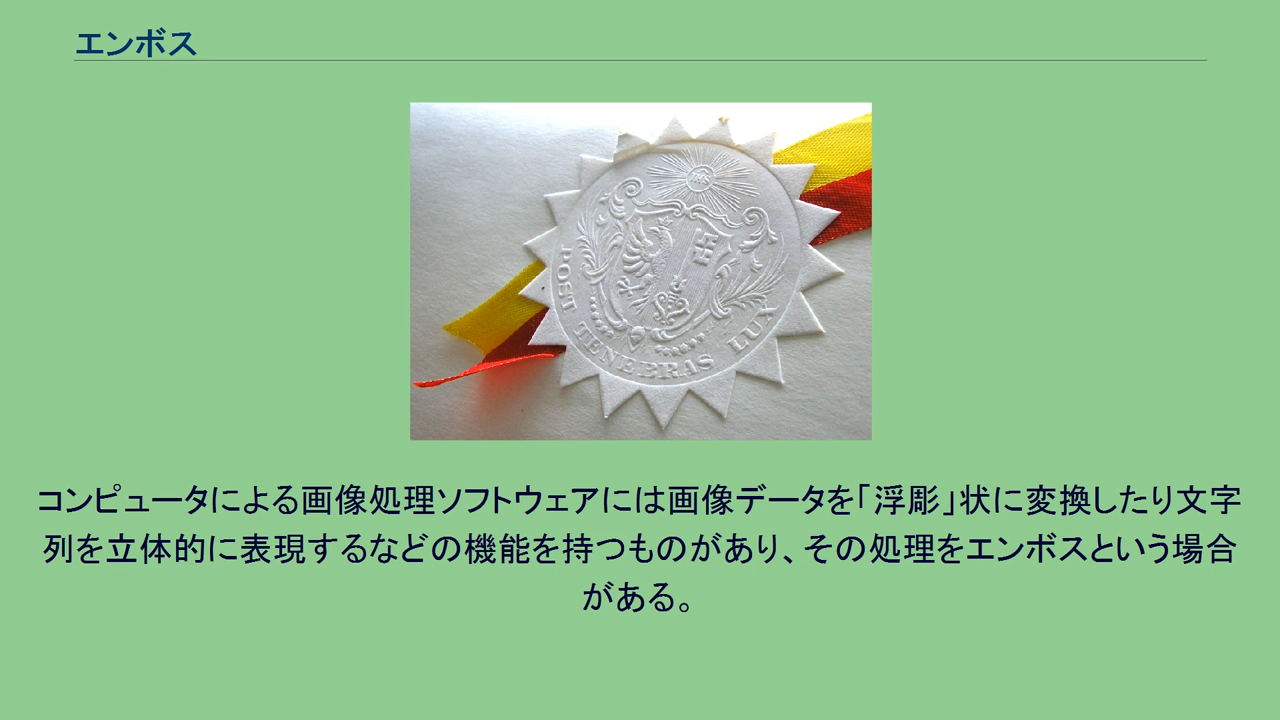 エンボス
POST TENEBRAS LUX
コンピュータによる画像処理ソフトウェアには画像データを「浮彫」状に変換したり文字
列を立体的に表現するなどの機能を持つものがあり、その処理をエンボスという場合
がある。